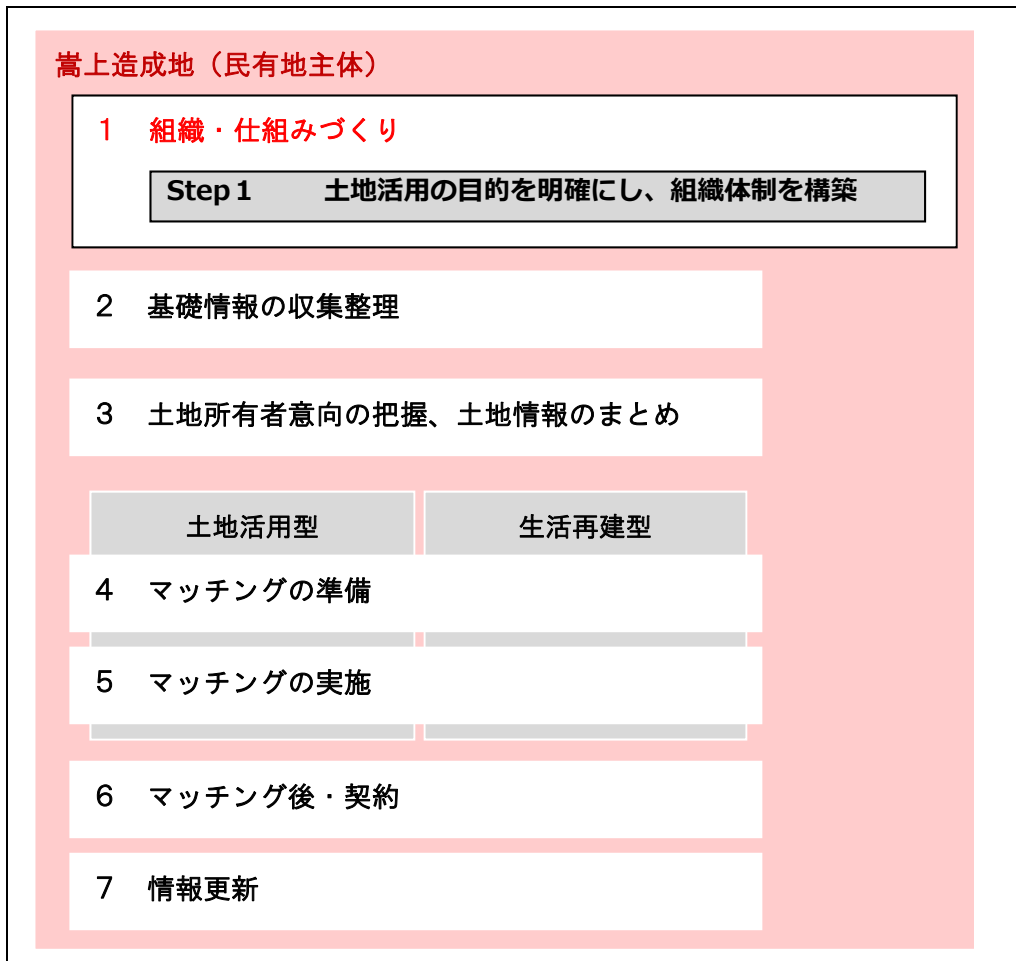 嵩上造成地（民有地主体）
１　組織・仕組みづくり
Step１　土地活用の目的を明確にし、組織体制を構築
２　基礎情報の収集整理
３　土地所有者意向の把握、土地情報のまとめ
土地活用型　生活再建型
４　マッチングの準備
５　マッチングの実施
６　マッチング後・契約
７　情報更新